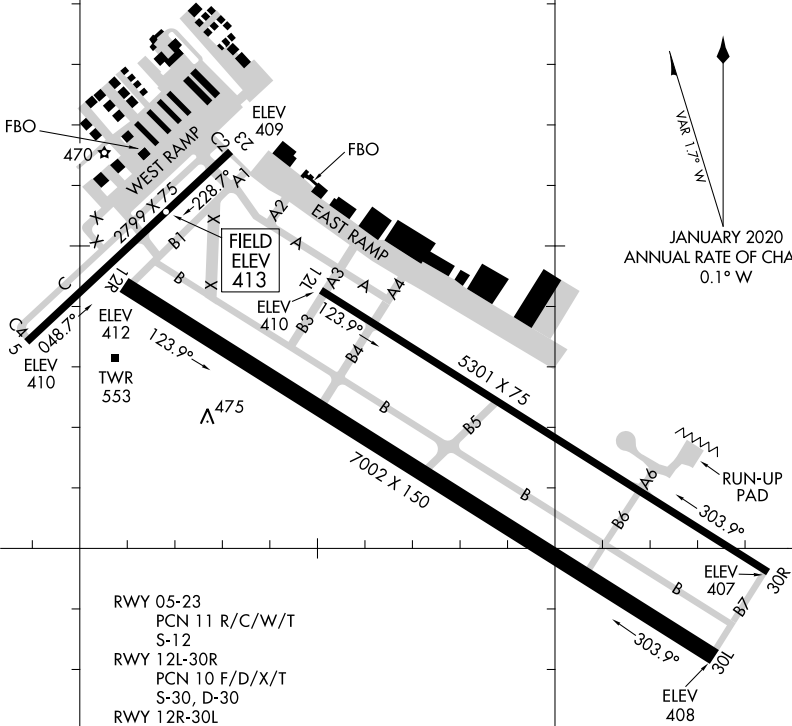 FBO
470
WEST RAMP
ELEV
409
C2
23
FBO
A1
A2
EAST RAMP
228.7°
2799 X 75
X
X
X
X
B1
FIELD
ELEV
413
A
A
12L
A3
A4
C
C4
5
048.7°
12R
B
ELEV
410
ELEV
412
ELEV
410
TWR
553
475
123.9°
123.9°
B3
B4
5301 X 75
B
B5
7002 X 150
B
A6
B6
RUN-UP
PAD
303.9°
ELEV
407
30R
B
B7
303.9°
30L
ELEV
408
VAR 1.7° W
JANUARY 2020
ANNUAL RATE OF CHA
0.1° W
RWY 05-23
PCN 11 R/C/W/T
S-12
RWY 12L-30R
PCN 10 F/D/X/T
S-30, D-30
RWY 12R-30L